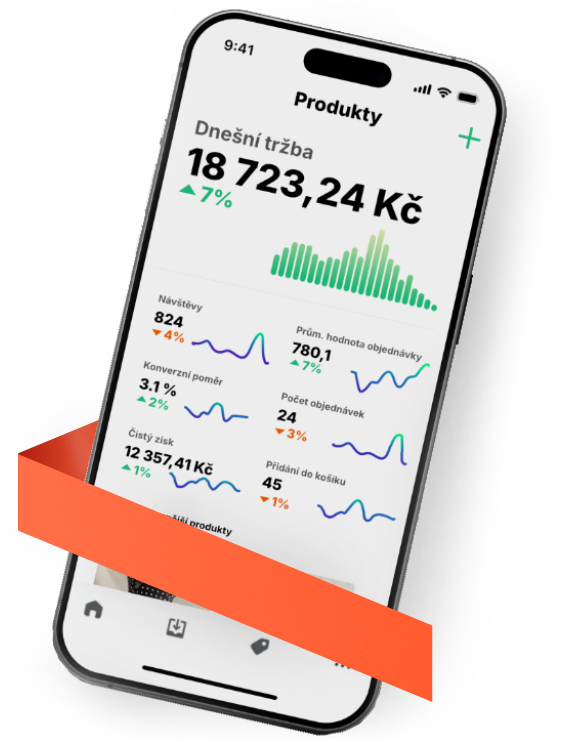 9:41
Produkty
Dnešní tržba
18 723,24 Kč
7%
Návštěvy
824
4%
Prům. hodnota objednávky
780,1
7%
Konverzní poměr
3.1 %
2%
Počet objednávek
24
3%
Čistý zisk
12 357,41 Kč
1%
Přidání do košíku
45
1%
produkty